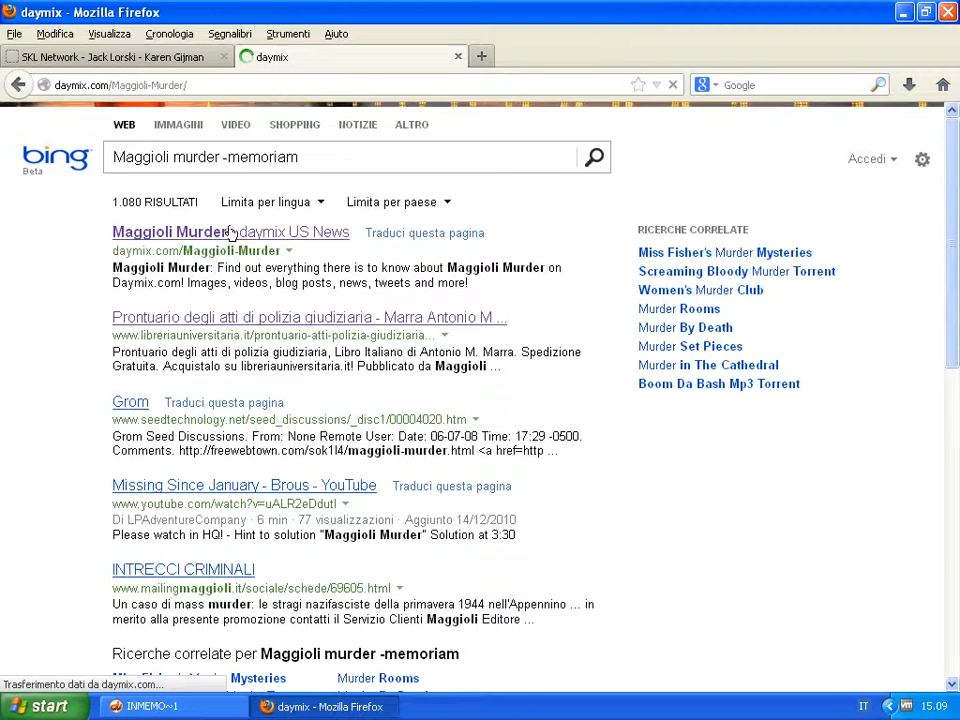 daymix - Mozilla Firefox
File Modifica Visualizza Cronologia Segnalibri Strumenti Aiuto
SKL Network - Jack Lorski - Karen Gijman
daymix
daymix.com/Maggioli-Murder/
Google
WEB IMMAGINI VIDEO SHOPPING NOTIZIE ALTRO
bing
Beta
Maggioli murder -memoriam
Accedi
1.080 RISULTATI Limita per lingua Limita per paese
Maggioli Murder daymix US News Traduci questa pagina
daymix.com/Maggioli-Murder
Maggioli Murder: Find out everything there is to know about Maggioli Murder on
Daymix.com! Images, videos, blog posts, news, tweets and more!
Prontuario degli atti di polizia giudiziaria - Marra Antonio M ...
www.libreriauniversitaria.it/prontuario-atti-polizia-giudiziaria...
Prontuario degli atti di polizia giudiziaria, Libro Italiano di Antonio M. Marra. Spedizione
Gratuita. Acquistalo su libreriauniversitaria.it! Pubblicato da Maggioli ...
Grom Traduci questa pagina
www.seedtechnology.net/seed_discussions/_disc1/00004020.htm
Grom Seed Discussions. From: None Remote User: Date: 06-07-08 Time: 17:29 -0500.
Comments. http://freewebtown.com/sok1l4/maggioli-murder.html <a href=http ...
Missing Since January - Brous - YouTube Traduci questa pagina
www.youtube.com/watch?v=uALR2eDdutI
Di LPAdventureCompany · 6 min · 77 visualizzazioni · Aggiunto 14/12/2010
Please watch in HQ! - Hint to solution "Maggioli Murder" Solution at 3:30
INTRECCI CRIMINALI
www.mailingmaggioli.it/sociale/schede/69605.html
Un caso di mass murder: le stragi nazifasciste della primavera 1944 nell'Appennino ... in
merito alla presente promozione contatti il Servizio Clienti Maggioli Editore ...
Ricerche correlate per Maggioli murder -memoriam
Mysteries Murder Rooms
RICERCHE CORRELATE
Miss Fisher's Murder Mysteries
Screaming Bloody Murder Torrent
Women's Murder Club
Murder Rooms
Murder By Death
Murder Set Pieces
Murder in The Cathedral
Boom Da Bash Mp3 Torrent
Trasferimento dati da daymix.com...
start INMEMO~1 daymix - Mozilla Firefox IT 15.09